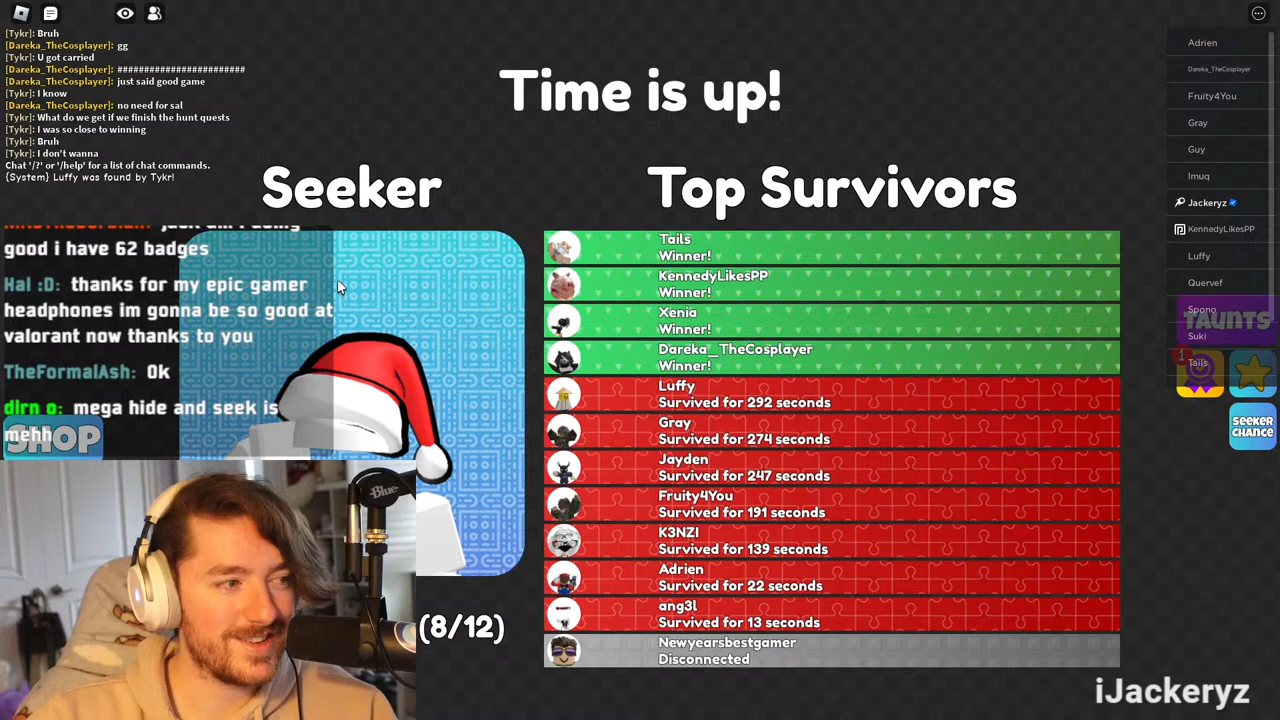 [Tykr]: Bruh
[Dareka_TheCosplayer]: gg
[Tykr]: U got carried
[Dareka_TheCosplayer]: ########################
[Dareka_TheCosplayer]: just said good game
[Tykr]: I know
[Dareka_TheCosplayer]: no need for sal
[Tykr]: What do we get if we finish the hunt quests
[Tykr]: I was so close to winning
[Tykr]: Bruh
[Tykr]: I don't wanna
Chat '/?' or '/help' for a list of chat commands.
{System} Luffy was found by Tykr!
Time is up!
Seeker
good i have 62 badges
Hal :D: thanks for my epic gamer
headphones im gonna be so good at
valorant now thanks to you
TheFormalAsh: Ok
dlrn o: mega hide and seek is
mehh
SHOP
Blue
(8/12)
Top Survivors
Tails
Winner!
KennedyLikesPP
Winner!
Xenia
Winner!
Dareka_TheCosplayer
Winner!
Luffy
Survived for 292 seconds
Gray
Survived for 274 seconds
Jayden
Survived for 247 seconds
Fruity4You
Survived for 191 seconds
K3NZI
Survived for 139 seconds
Adrien
Survived for 22 seconds
ang3l
Survived for 13 seconds
Newyearsbestgamer
Disconnected
Adrien
Dareka_TheCosplayer
Fruity4You
Gray
Guy
Imuq
Jackeryz
KennedyLikesPP
Luffy
Quervef
Spono
TAUNTS
Suki
Tails
1
SEEKER
CHANCE
iJackeryz